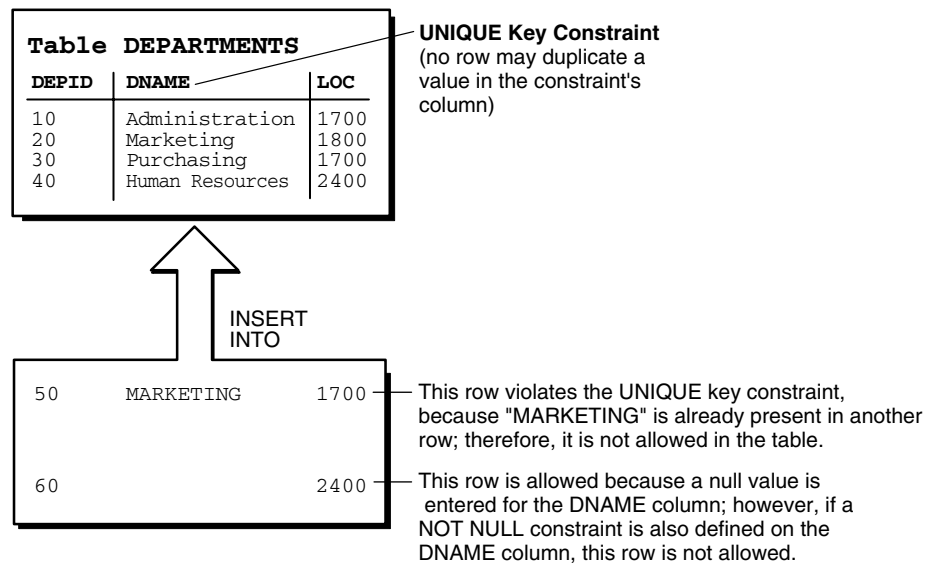 Table DEPARTMENTS
DEPID DNAME LOC
10 Administration 1700
20 Marketing 1800
30 Purchasing 1700
40 Human Resources 2400
UNIQUE Key Constraint
(no row may duplicate a
value in the constraint's
column)
INSERT
INTO
50 MARKETING 1700
This row violates the UNIQUE key constraint,
because "MARKETING" is already present in another
row; therefore, it is not allowed in the table.
60 2400
This row is allowed because a null value is
entered for the DNAME column; however, if a
NOT NULL constraint is also defined on the
DNAME column, this row is not allowed.